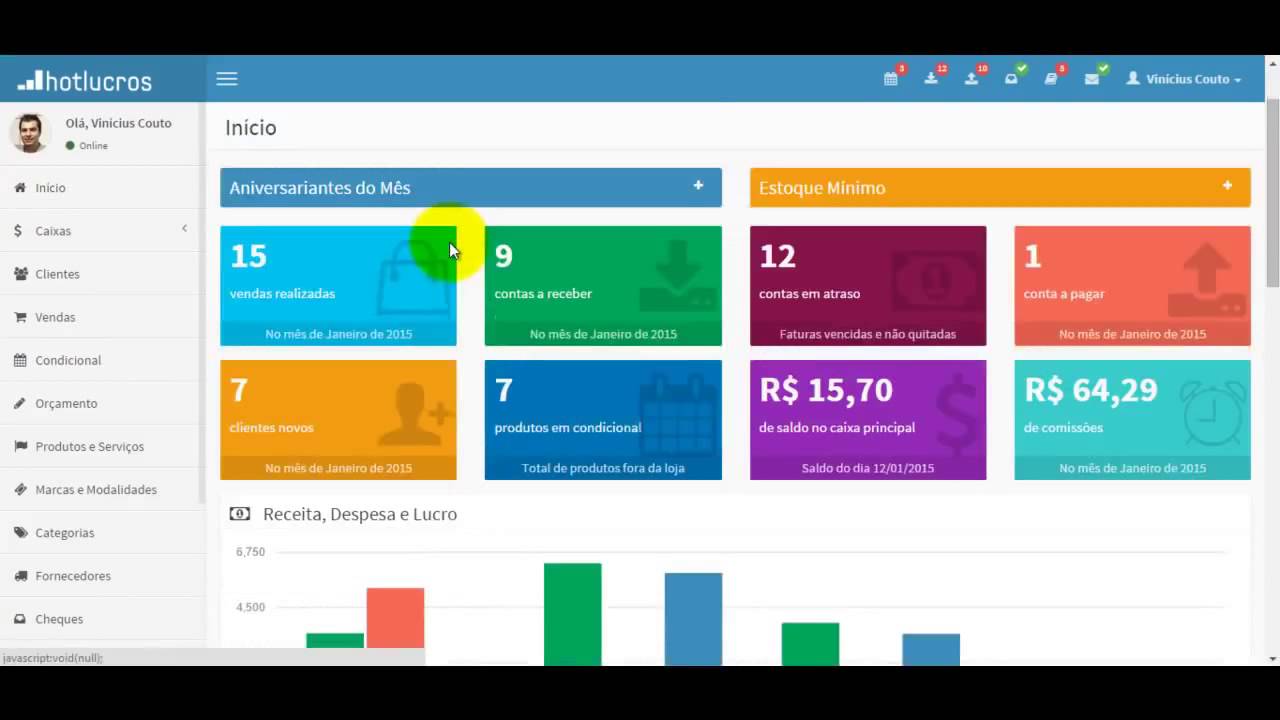 hotlucros
3
12
10
5
Vinícius Couto
Olá, Vinícius Couto
Online
Início
Caixas
Clientes
Vendas
Condicional
Orçamento
Produtos e Serviços
Marcas e Modalidades
Categorias
Fornecedores
Cheques
javascript:void(null);
Início
Aniversariantes do Mês +
Estoque Mínimo +
15
vendas realizadas
No mês de Janeiro de 2015
9
contas a receber
No mês de Janeiro de 2015
12
contas em atraso
Faturas vencidas e não quitadas
1
conta a pagar
No mês de Janeiro de 2015
7
clientes novos
No mês de Janeiro de 2015
7
produtos em condicional
Total de produtos fora da loja
R$ 15,70
de saldo no caixa principal
Saldo do dia 12/01/2015
R$ 64,29
de comissões
No mês de Janeiro de 2015
Receita, Despesa e Lucro
6,750
4,500